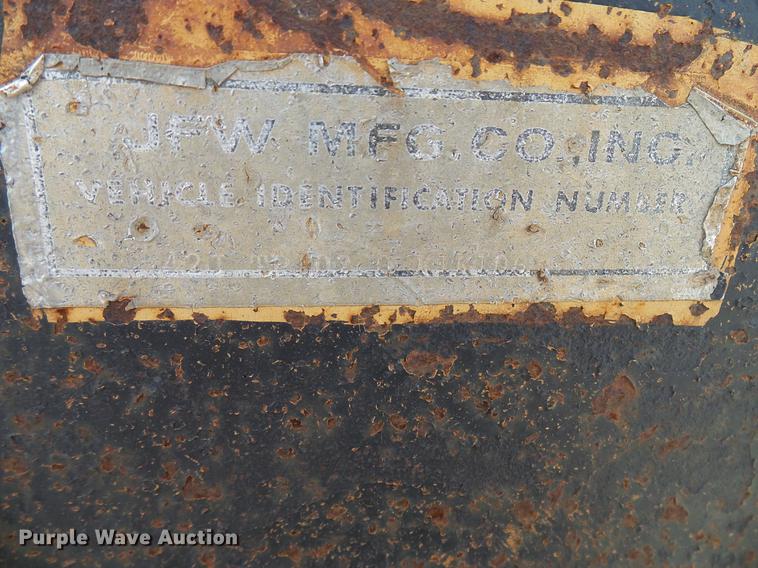 JFW MFG. CO., INC.
VEHICLE IDENTIFICATION NUMBER
Purple Wave Auction